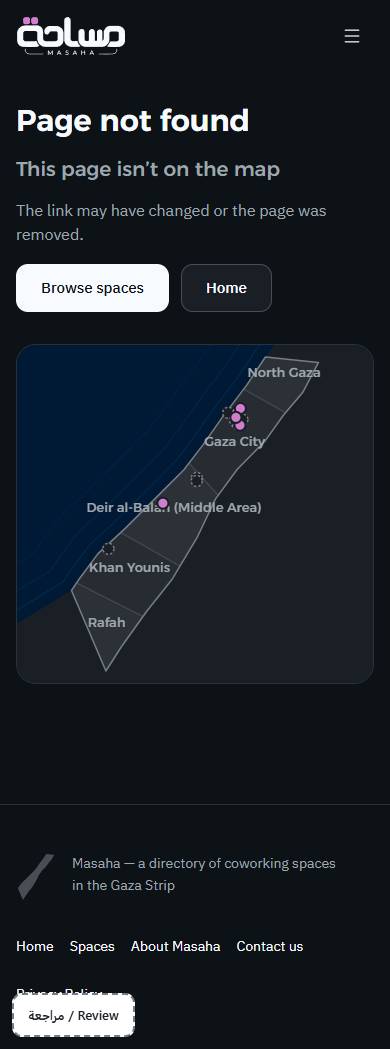 مساحة
MASAHA
Page not found
This page isn’t on the map
The link may have changed or the page was
removed.
Browse spaces
Home
North Gaza
Gaza City
Deir al-Balah (Middle Area)
Khan Younis
Rafah
Masaha — a directory of coworking spaces
in the Gaza Strip
Home Spaces About Masaha Contact us
Privacy Policy
مراجعة / Review